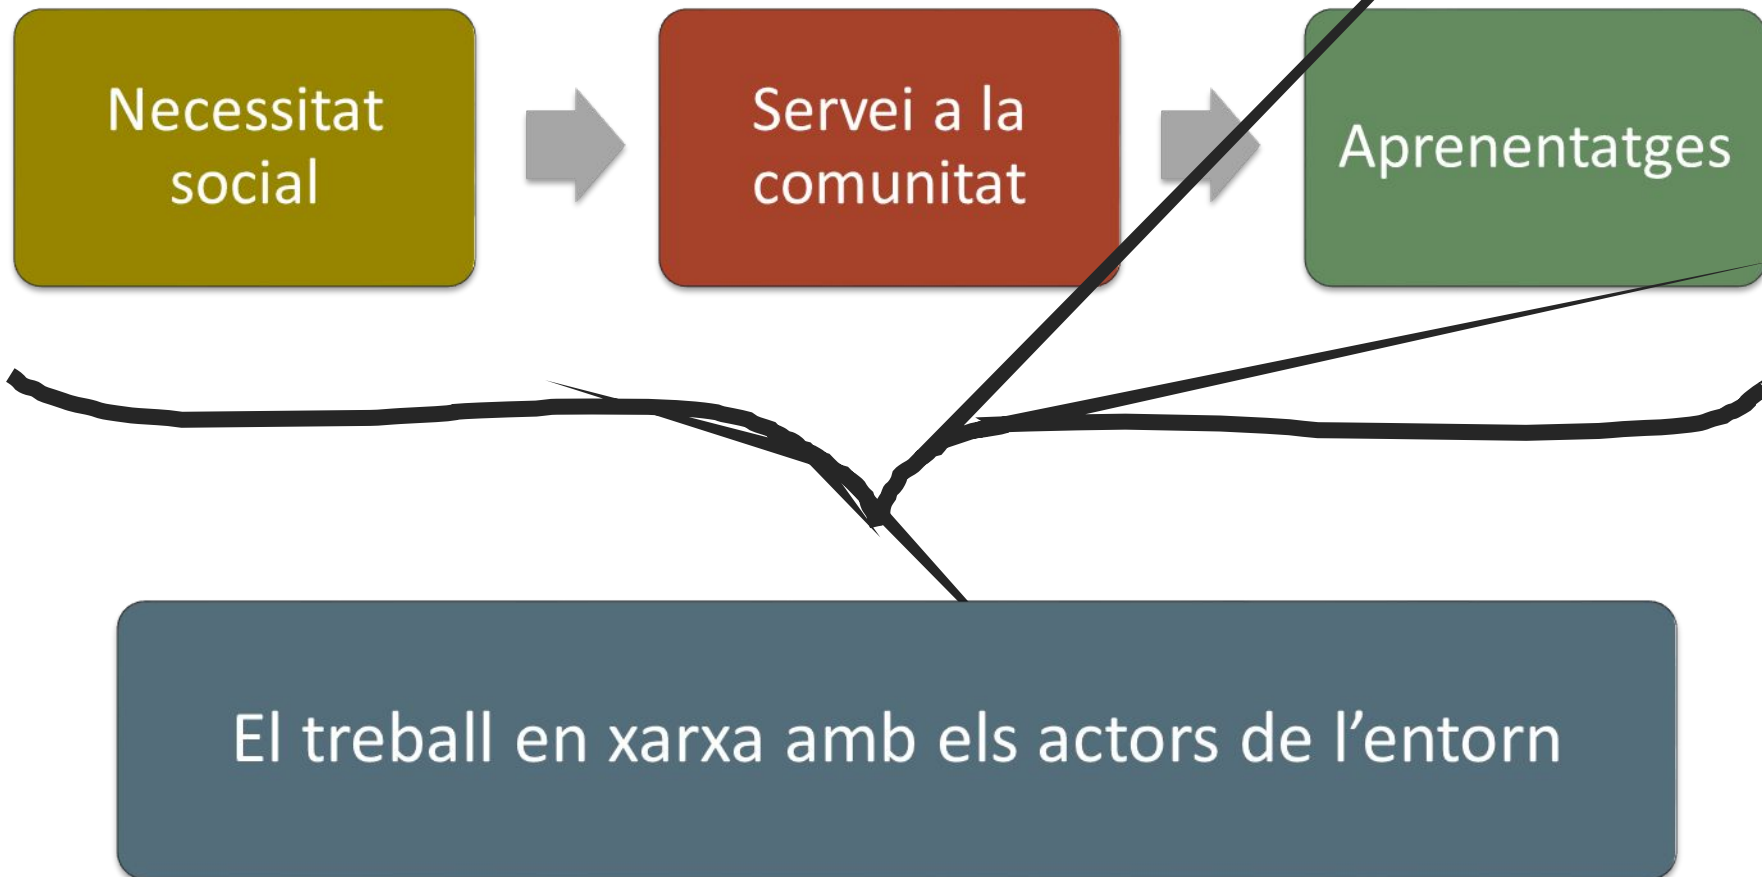 Necessitat
social
Servei a la
comunitat
Aprenentatges
El treball en xarxa amb els actors de l’entorn